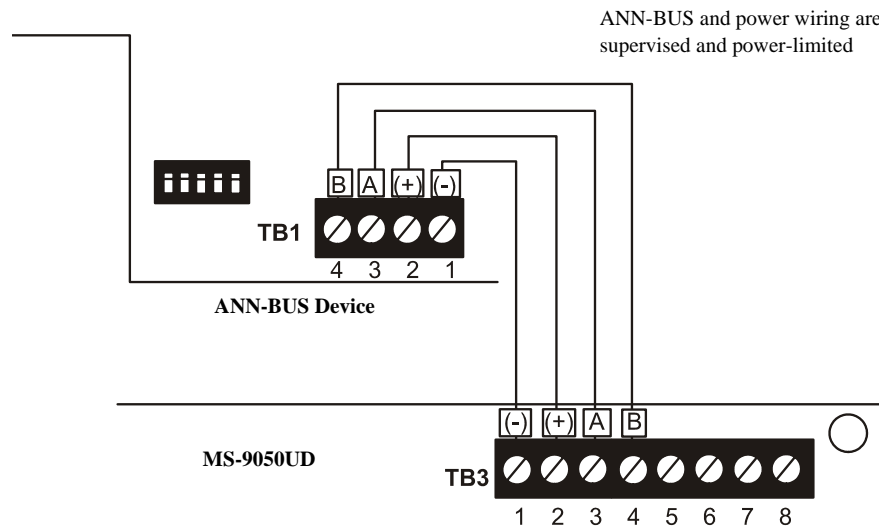 ANN-BUS and power wiring are
supervised and power-limited
B A (+) (-)
TB1
4 3 2 1
ANN-BUS Device
(-) (+) A B
MS-9050UD
TB3
1 2 3 4 5 6 7 8